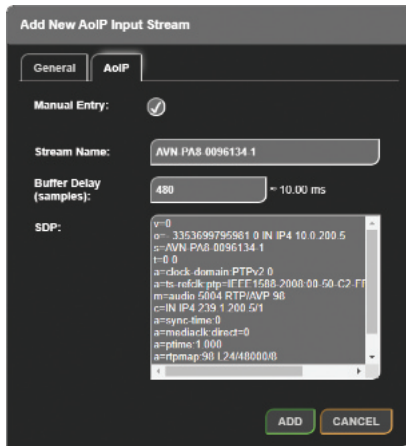 Add New AoIP Input Stream
General AoIP
Manual Entry:
Stream Name: AVN-PA8-0096134-1
Buffer Delay (samples): 480 ≈ 10.00 ms
SDP:
v=0
o=- 3353699795981 0 IN IP4 10.0.200.5
s=AVN-PA8-0096134-1
t=0 0
a=clock-domain:PTPv2 0
a=ts-refclk:ptp=IEEE1588-2008:00-50-C2-FF
m=audio 5004 RTP/AVP 98
c=IN IP4 239.1.200.5/1
a=sync-time:0
a=mediaclk:direct=0
a=ptime:1.000
a=rtpmap:98 L24/48000/8
ADD CANCEL